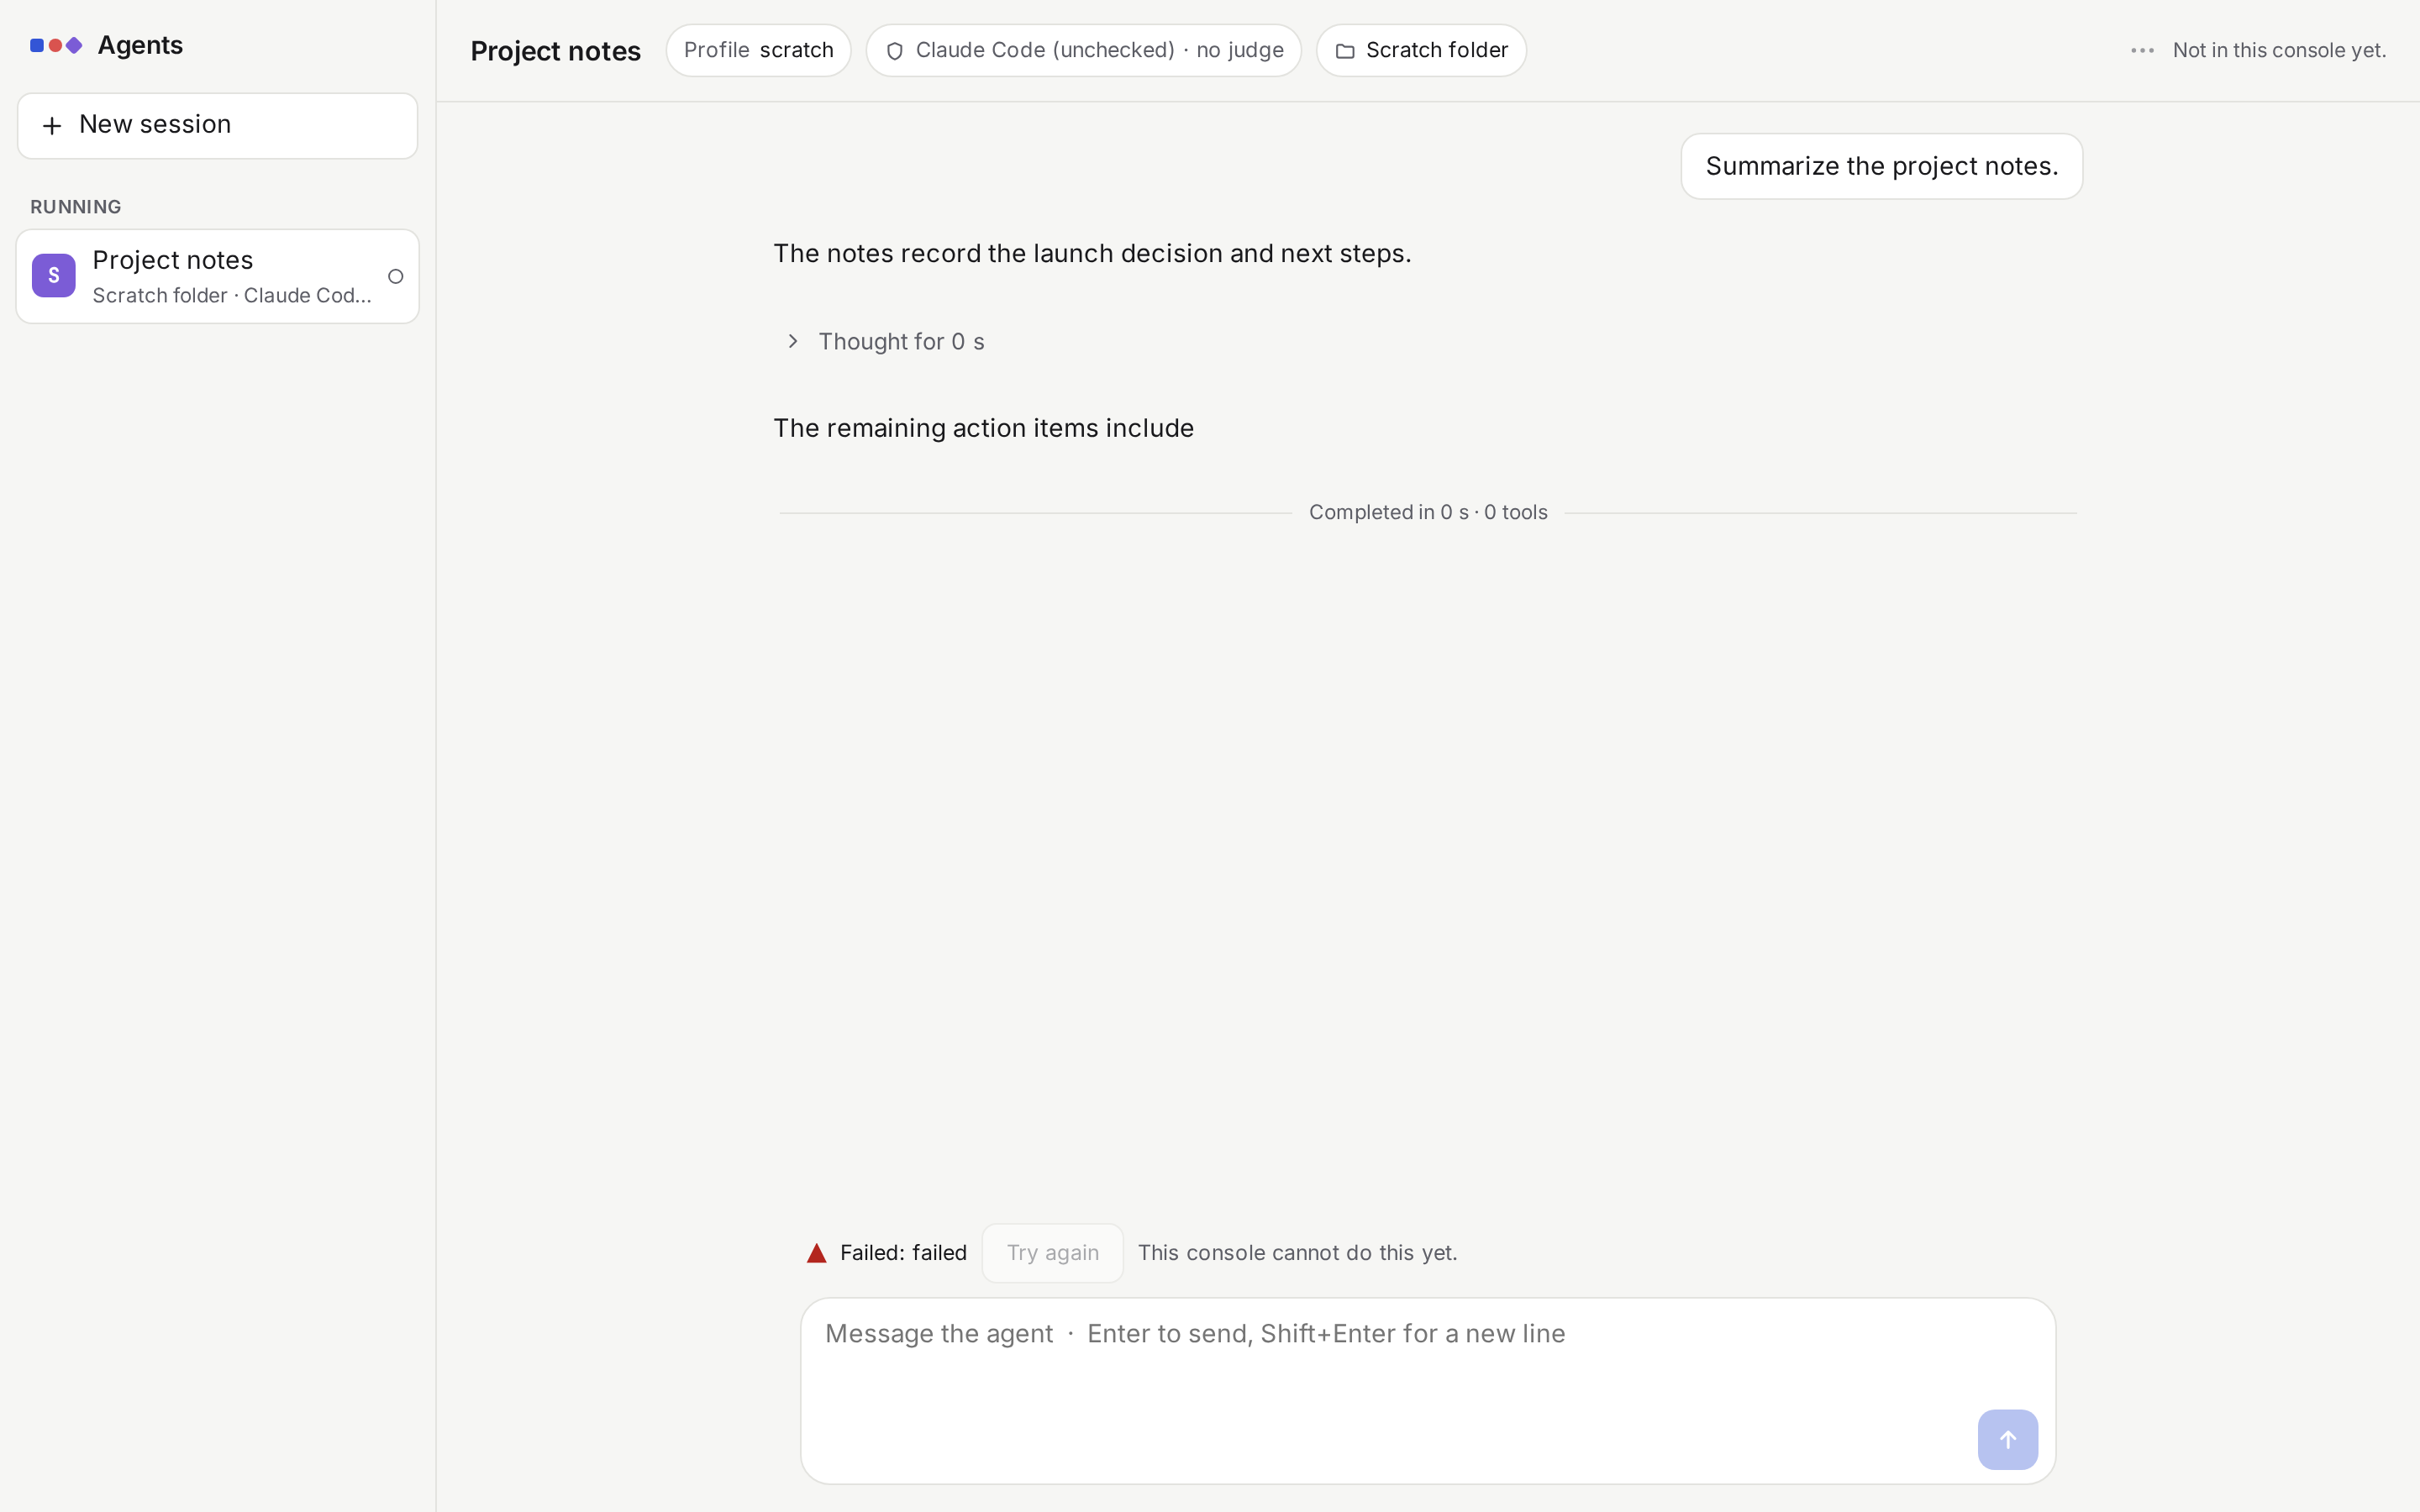 Agents
New session
RUNNING
S
Project notes
Scratch folder · Claude Cod...
Project notes
Profile scratch
Claude Code (unchecked) · no judge
Scratch folder
Not in this console yet.
Summarize the project notes.
The notes record the launch decision and next steps.
Thought for 0 s
The remaining action items include
Completed in 0 s · 0 tools
Failed: failed
Try again
This console cannot do this yet.
Message the agent · Enter to send, Shift+Enter for a new line